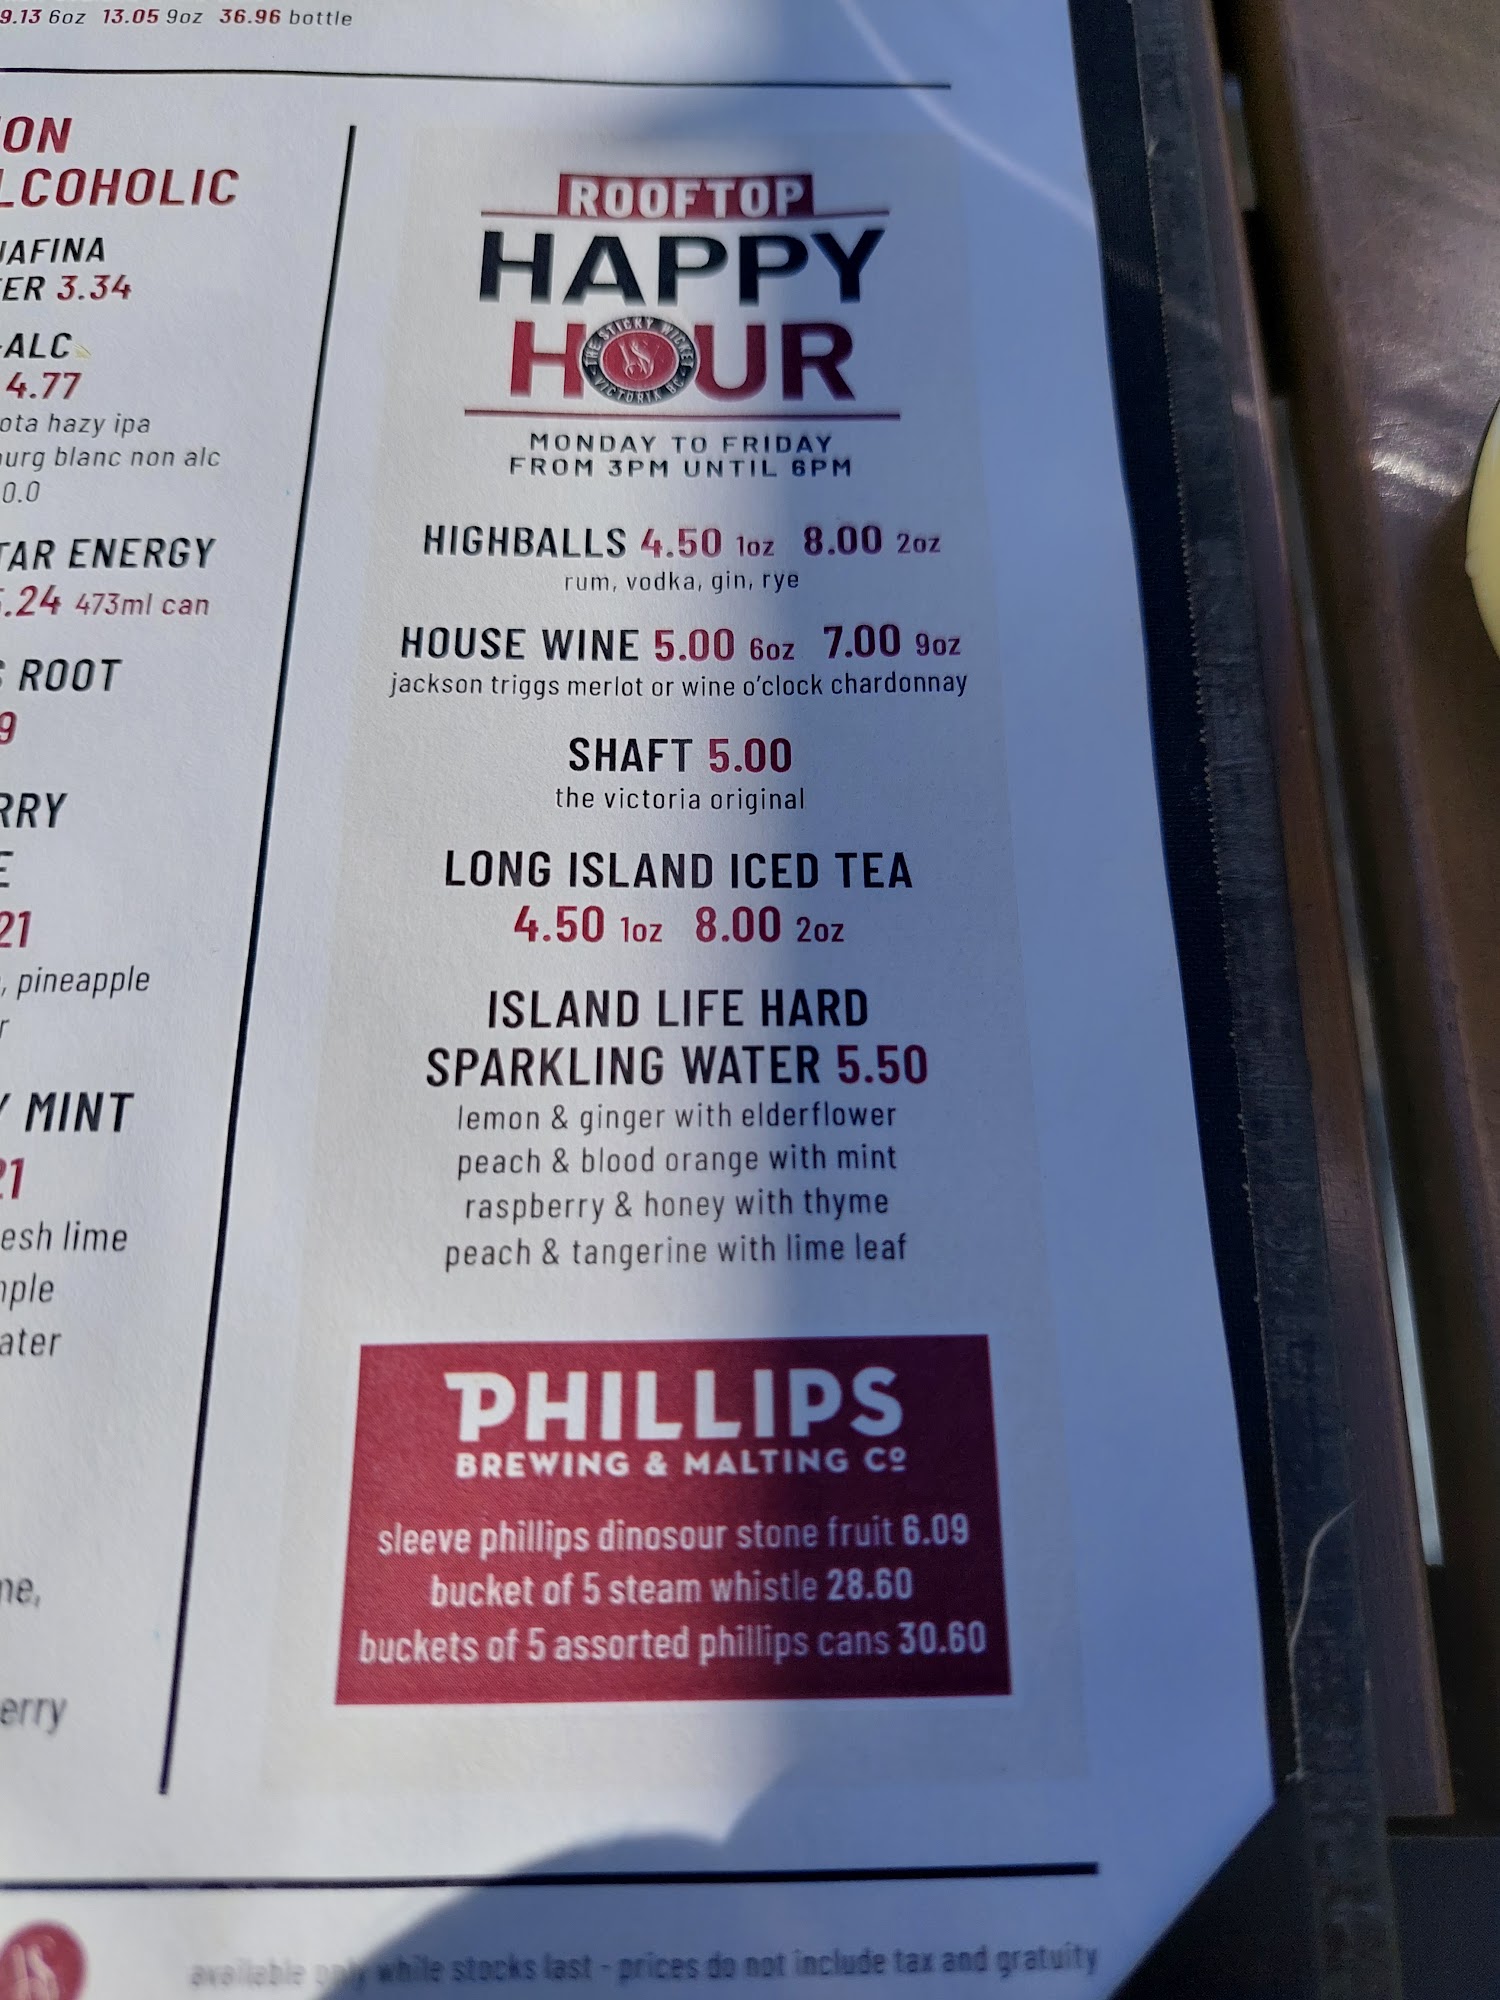 9.13 6oz 13.05 9oz 36.96 bottle
ON
LCOHOLIC
AFINA
ER 3.34
-ALC
4.77
ota hazy ipa
urg blanc non alc
0.0
TAR ENERGY
.24 473ml can
ROOT
9
RRY
E
21
, pineapple
r
MINT
21
esh lime
ple
ater
ne,
erry
ROOFTOP
HAPPY
HOUR
THE STICKY WICKET
VICTORIA BC
MONDAY TO FRIDAY
FROM 3PM UNTIL 6PM
HIGHBALLS 4.50 1oz 8.00 2oz
rum, vodka, gin, rye
HOUSE WINE 5.00 6oz 7.00 9oz
jackson triggs merlot or wine o'clock chardonnay
SHAFT 5.00
the victoria original
LONG ISLAND ICED TEA
4.50 1oz 8.00 2oz
ISLAND LIFE HARD
SPARKLING WATER 5.50
lemon & ginger with elderflower
peach & blood orange with mint
raspberry & honey with thyme
peach & tangerine with lime leaf
PHILLIPS
BREWING & MALTING Cº
sleeve phillips dinosour stone fruit 6.09
bucket of 5 steam whistle 28.60
buckets of 5 assorted phillips cans 30.60
available only while stocks last - prices do not include tax and gratuity